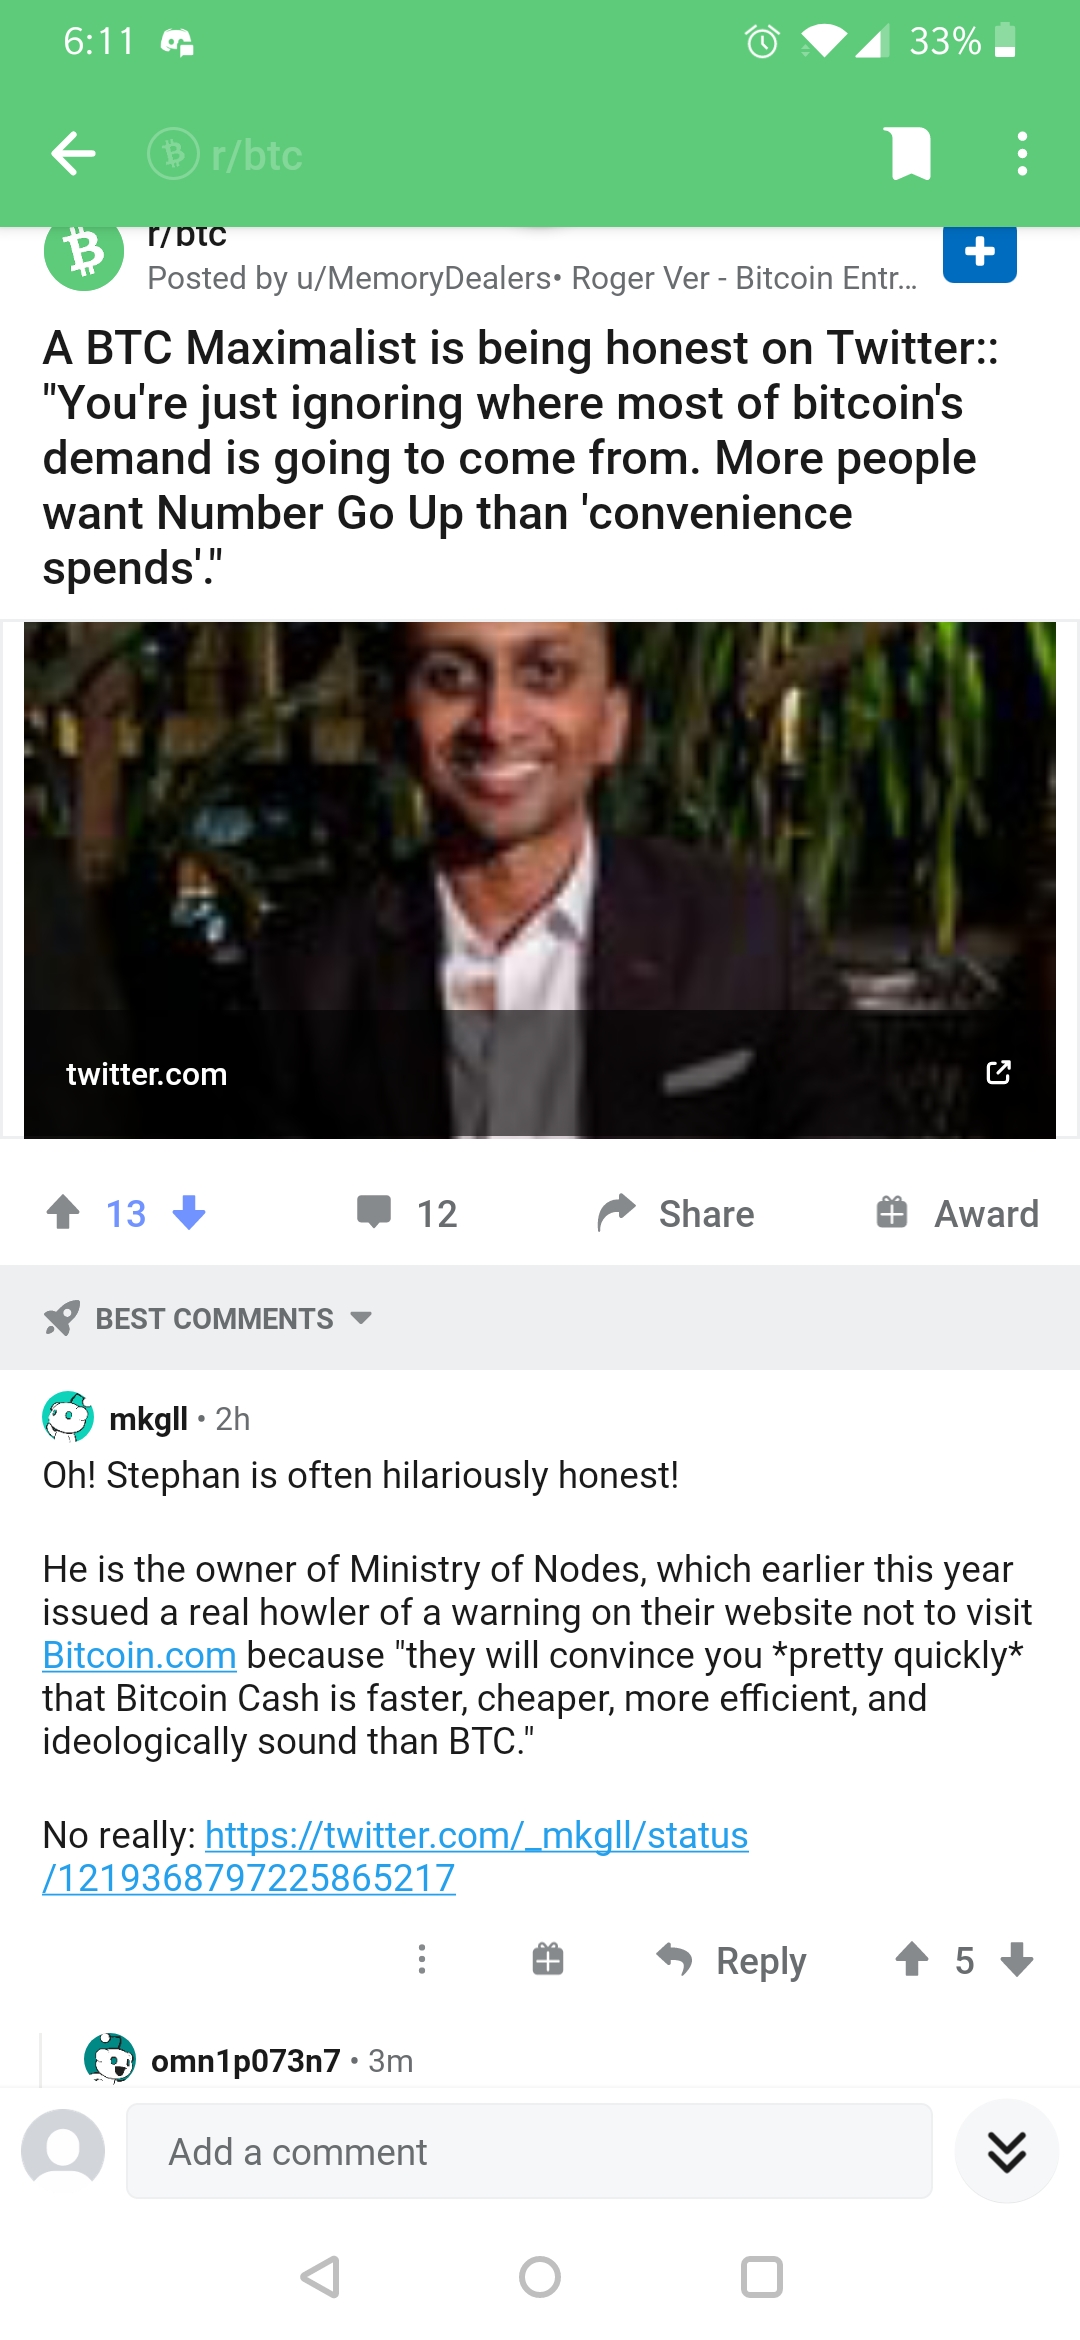 6:11
33%
r/btc
r/btc
Posted by u/MemoryDealers• Roger Ver - Bitcoin Entr...
A BTC Maximalist is being honest on Twitter::
"You're just ignoring where most of bitcoin's
demand is going to come from. More people
want Number Go Up than 'convenience
spends'."
twitter.com
13
12
Share
Award
BEST COMMENTS
mkgll • 2h
Oh! Stephan is often hilariously honest!
He is the owner of Ministry of Nodes, which earlier this year
issued a real howler of a warning on their website not to visit
Bitcoin.com because "they will convince you *pretty quickly*
that Bitcoin Cash is faster, cheaper, more efficient, and
ideologically sound than BTC."
No really: https://twitter.com/_mkgll/status
/1219368797225865217
Reply
5
omn1p073n7 • 3m
Add a comment